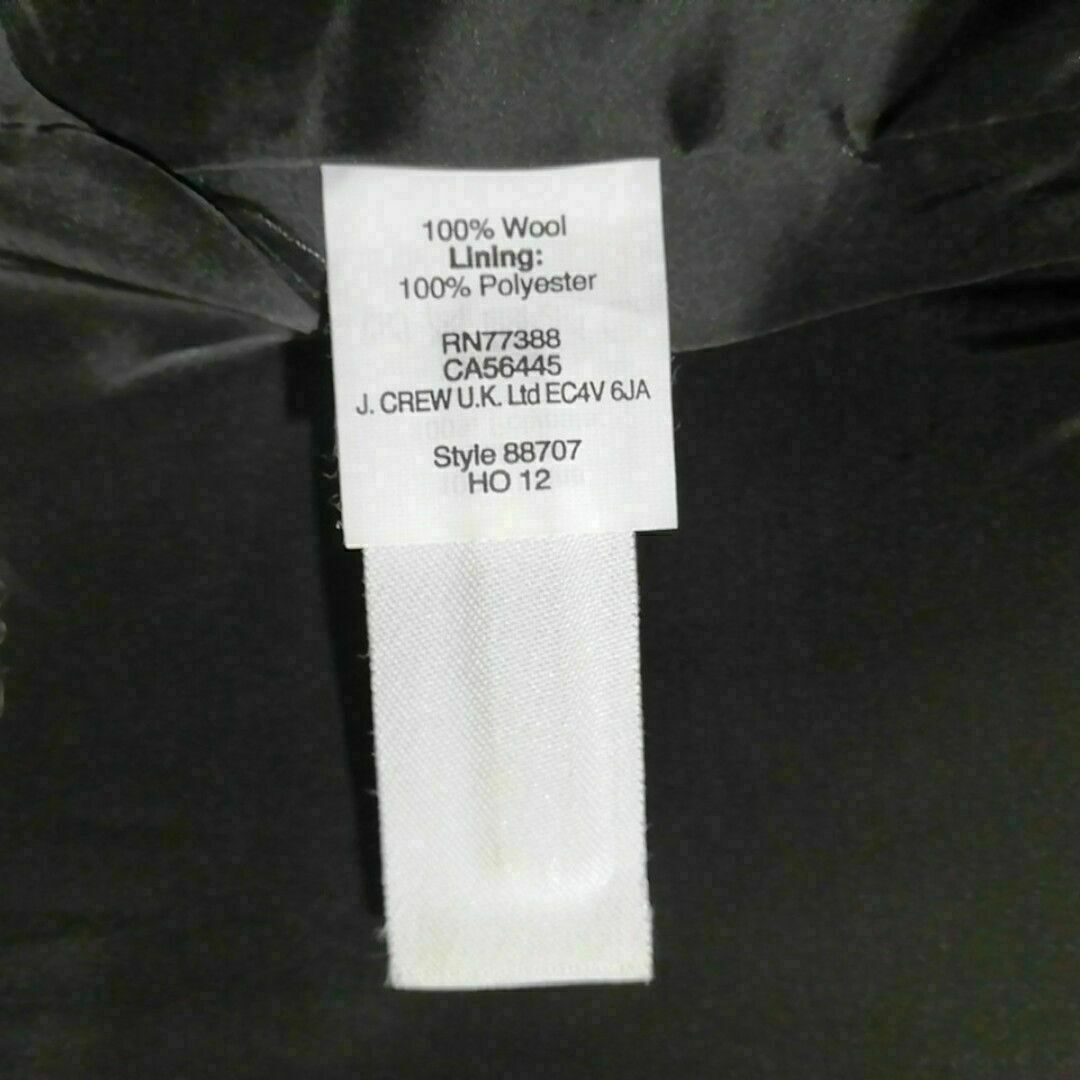 100% Wool
Lining:
100% Polyester
RN77388
CA56445
J. CREW U.K. Ltd EC4V 6JA
Style 88707
HO 12